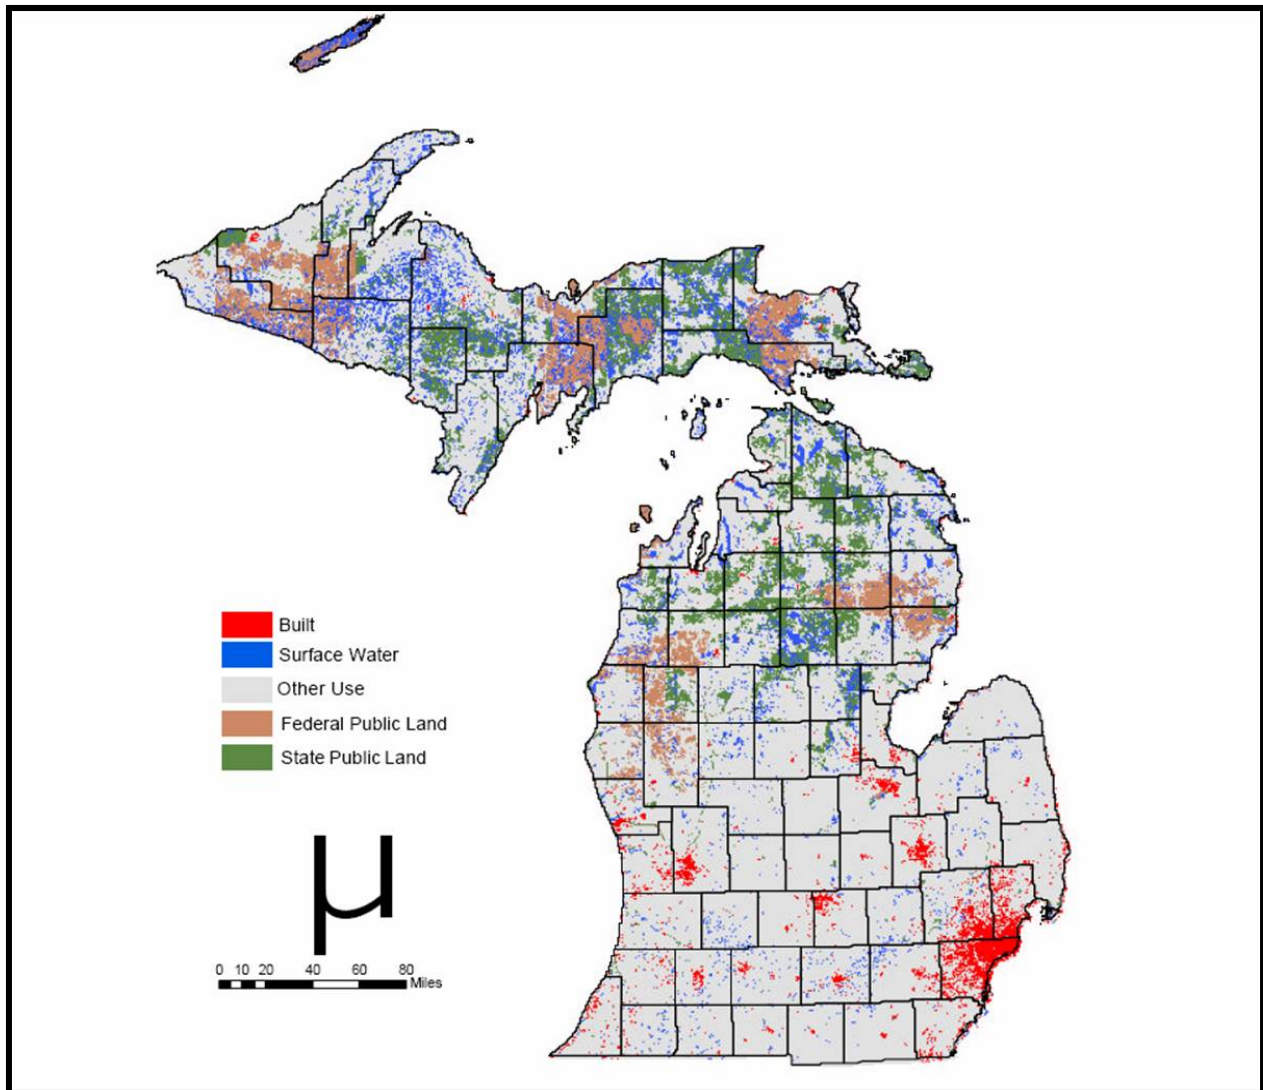 Built
Surface Water
Other Use
Federal Public Land
State Public Land
µ
0 10 20 40 60 80
Miles